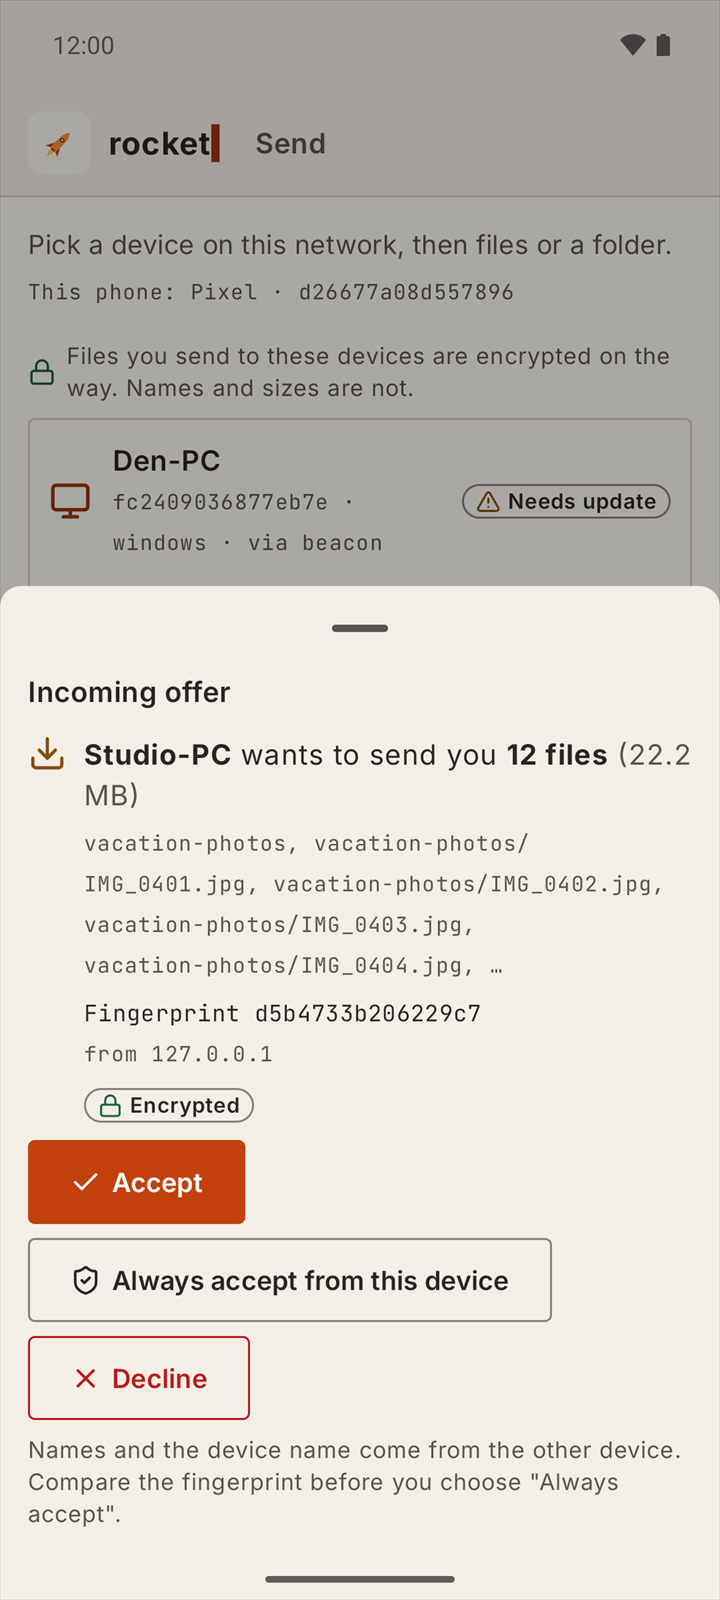 12:00
rocket Send
Pick a device on this network, then files or a folder.
This phone: Pixel · d26677a08d557896
Files you send to these devices are encrypted on the
way. Names and sizes are not.
Den-PC
fc2409036877eb7e ·
windows · via beacon
Needs update
Incoming offer
Studio-PC wants to send you 12 files (22.2
MB)
vacation-photos, vacation-photos/
IMG_0401.jpg, vacation-photos/IMG_0402.jpg,
vacation-photos/IMG_0403.jpg,
vacation-photos/IMG_0404.jpg, …
Fingerprint d5b4733b206229c7
from 127.0.0.1
Encrypted
Accept
Always accept from this device
Decline
Names and the device name come from the other device.
Compare the fingerprint before you choose "Always
accept".